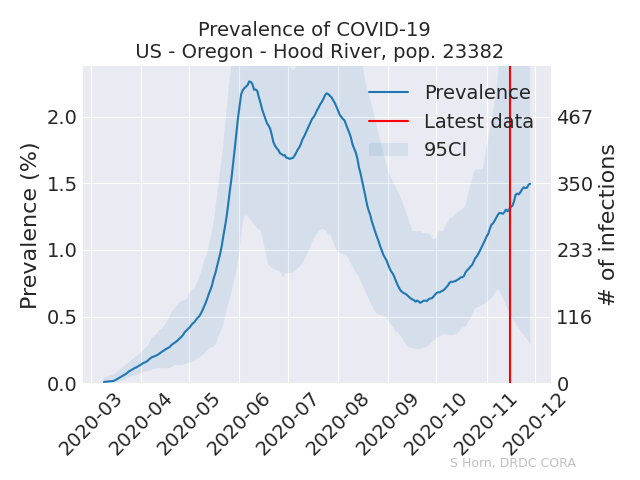 Prevalence of COVID-19
US - Oregon - Hood River, pop. 23382
Prevalence (%)
2.0
1.5
1.0
0.5
0.0
Prevalence
Latest data
95CI
467
350
233
116
0
# of infections
2020-03
2020-04
2020-05
2020-06
2020-07
2020-08
2020-09
2020-10
2020-11
2020-12
S Horn, DRDC CORA